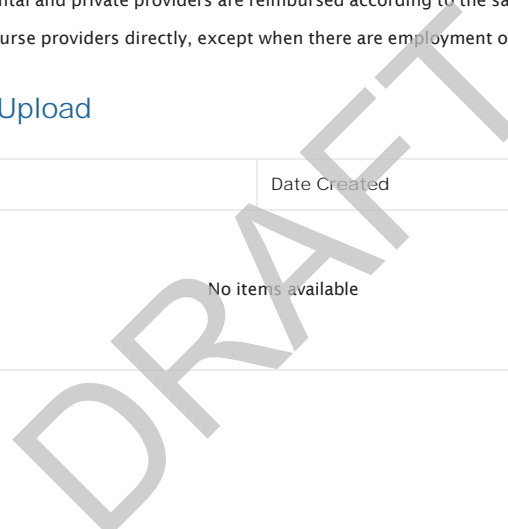 ntal and private providers are reimbursed according to the sa
urse providers directly, except when there are employment o
Upload
Date Created
No items available
DRAFT